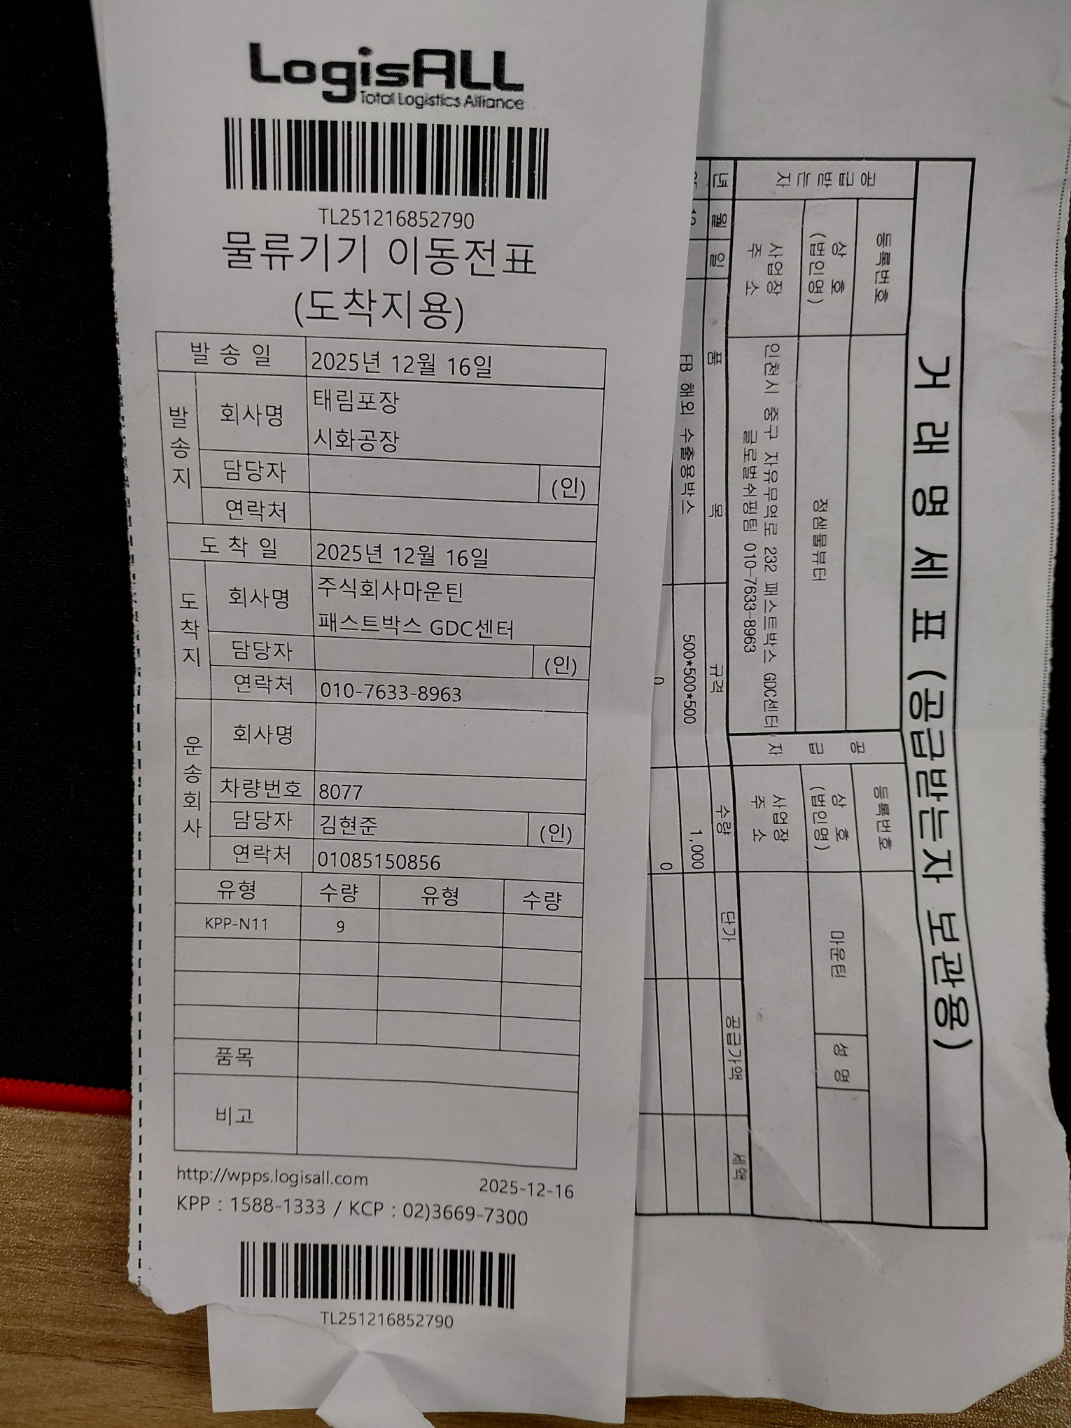 LogisALL
Total Logistics Alliance
TL251216852790
물류기기 이동전표
(도착지용)
발 송 일 2025년 12월 16일
발송지
회사명 태림포장
시화공장
담당자 (인)
연락처
도 착 일 2025년 12월 16일
도착지
회사명 주식회사마운틴
패스트박스 GDC센터
담당자 (인)
연락처 010-7633-8963
운송회사
회사명
차량번호 8077
담당자 김현준 (인)
연락처 01085150856
유형 수량 유형 수량
KPP-N11 9
품목
비고
http://wpps.logisall.com 2025-12-16
KPP : 1588-1333 / KCP : 02)3669-7300
TL251216852790
거 래 명 세 표 (공급받는자 보관용)
공급받는자
등록번호
상 호
(법인명) 정샘물뷰티
사업장
주 소 인천시 중구 자유무역로 232 패스트박스 GDC센터
글로벌쉬핑팀 010-7633-8963
공급자
등록번호
상 호
(법인명) 마운틴 성 명
사업장
주 소
년 월 일 품 목 규격 수량 단가 공급가액 세액
FB 해외 수출용박스 500*500*500 1,000
0 0